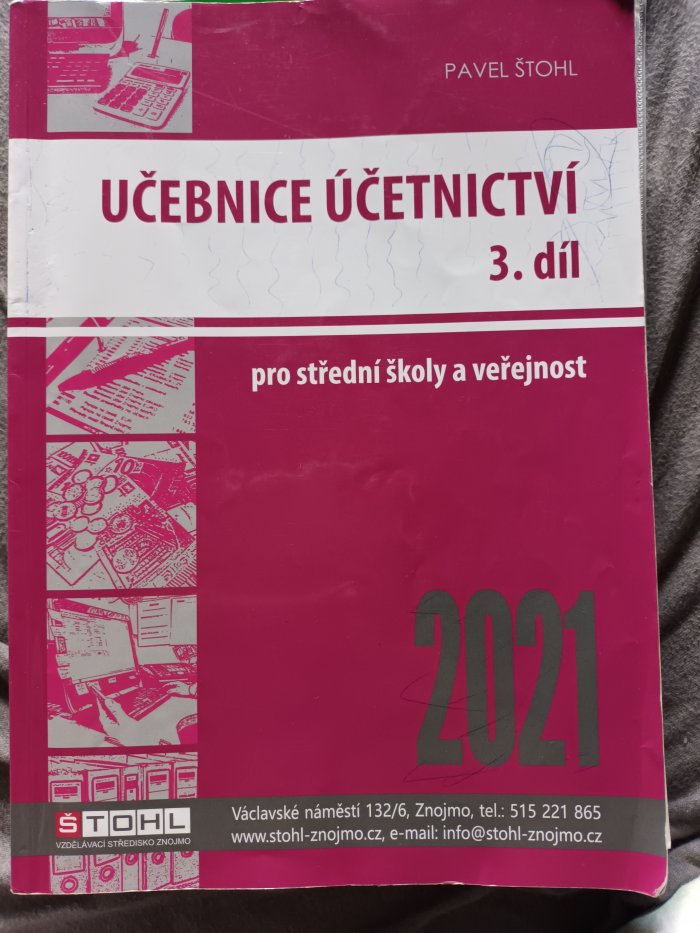 PAVEL ŠTOHL
UČEBNICE ÚČETNICTVÍ
3. díl
pro střední školy a veřejnost
2021
ŠTOHL
VZDĚLÁVACÍ STŘEDISKO ZNOJMO
Václavské náměstí 132/6, Znojmo, tel.: 515 221 865
www.stohl-znojmo.cz, e-mail: info@stohl-znojmo.cz